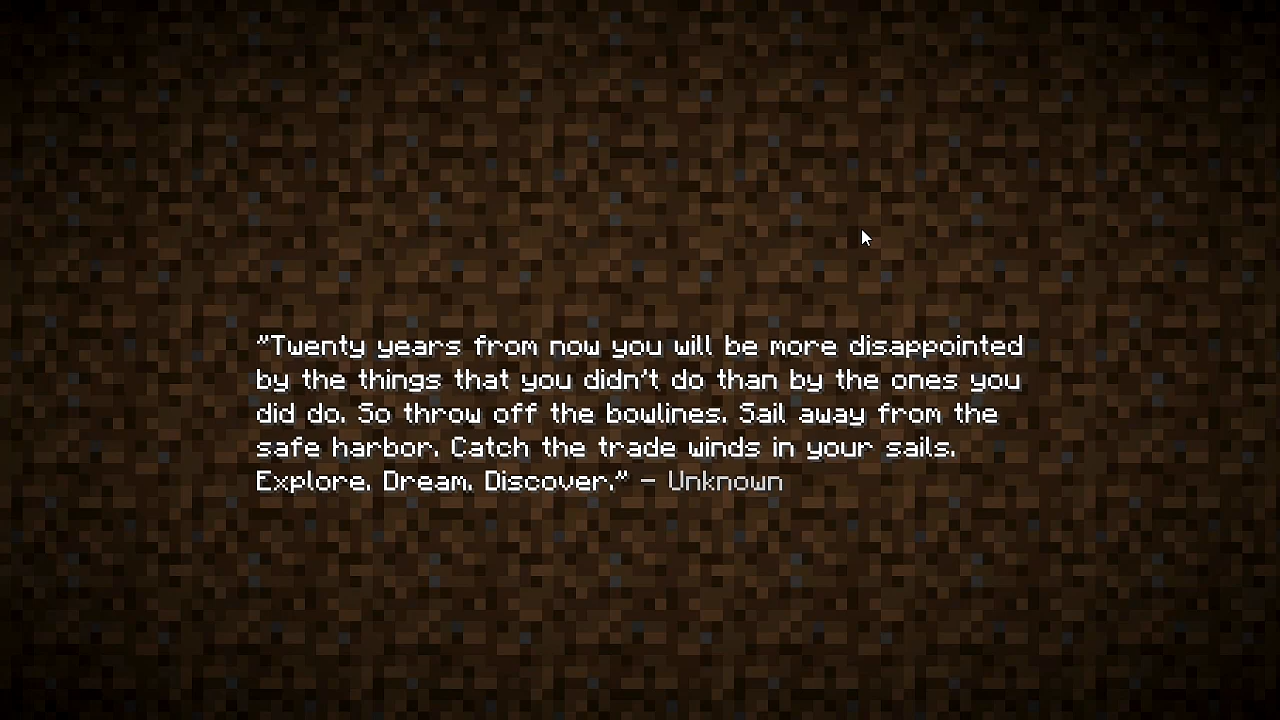 "Twenty years from now you will be more disappointed
by the things that you didn't do than by the ones you
did do. So throw off the bowlines. Sail away from the
safe harbor. Catch the trade winds in your sails.
Explore. Dream. Discover." – Unknown